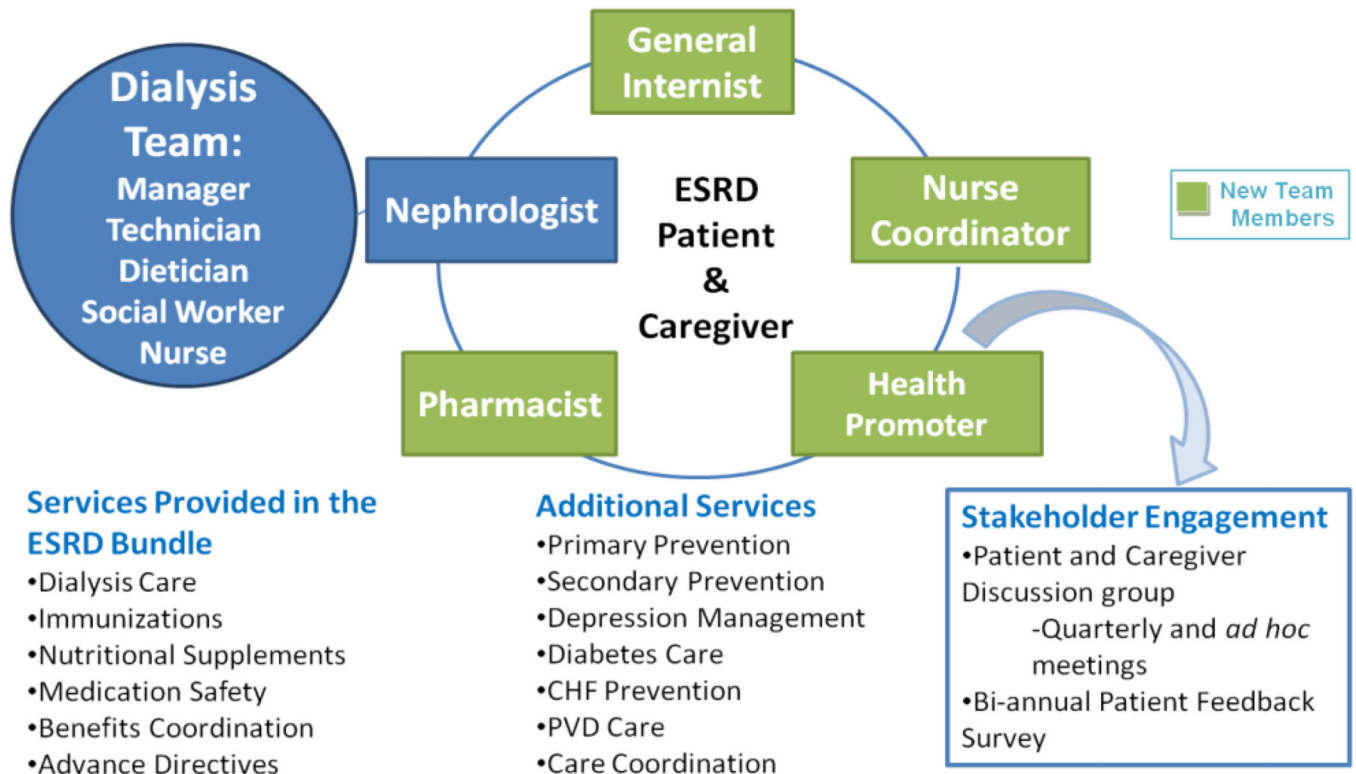 Dialysis
Team:
Manager
Technician
Dietician
Social Worker
Nurse
General
Internist
Nephrologist
ESRD
Patient
&
Caregiver
Nurse
Coordinator
New Team
Members
Pharmacist
Health
Promoter
Services Provided in the
ESRD Bundle
•Dialysis Care
•Immunizations
•Nutritional Supplements
•Medication Safety
•Benefits Coordination
•Advance Directives
Additional Services
•Primary Prevention
•Secondary Prevention
•Depression Management
•Diabetes Care
•CHF Prevention
•PVD Care
•Care Coordination
Stakeholder Engagement
•Patient and Caregiver
Discussion group
-Quarterly and ad hoc
meetings
•Bi-annual Patient Feedback
Survey